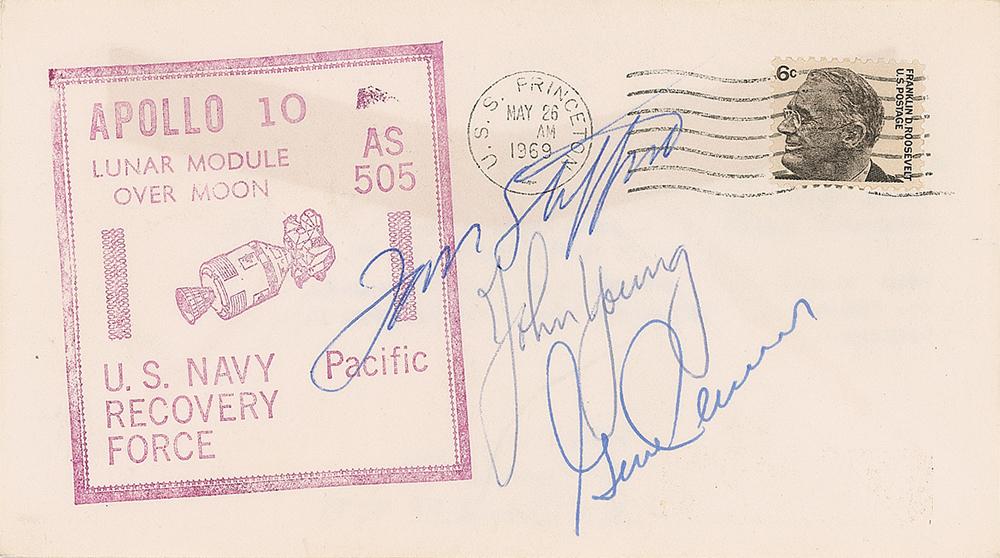 APOLLO 10
LUNAR MODULE
OVER MOON
AS
505
U.S. NAVY
RECOVERY
FORCE
Pacific
U.S.S. PRINCETON
MAY 26
AM
1969
6c
FRANKLIN D. ROOSEVELT
U.S. POSTAGE
Tom Stafford
John Young
Gene Cernan